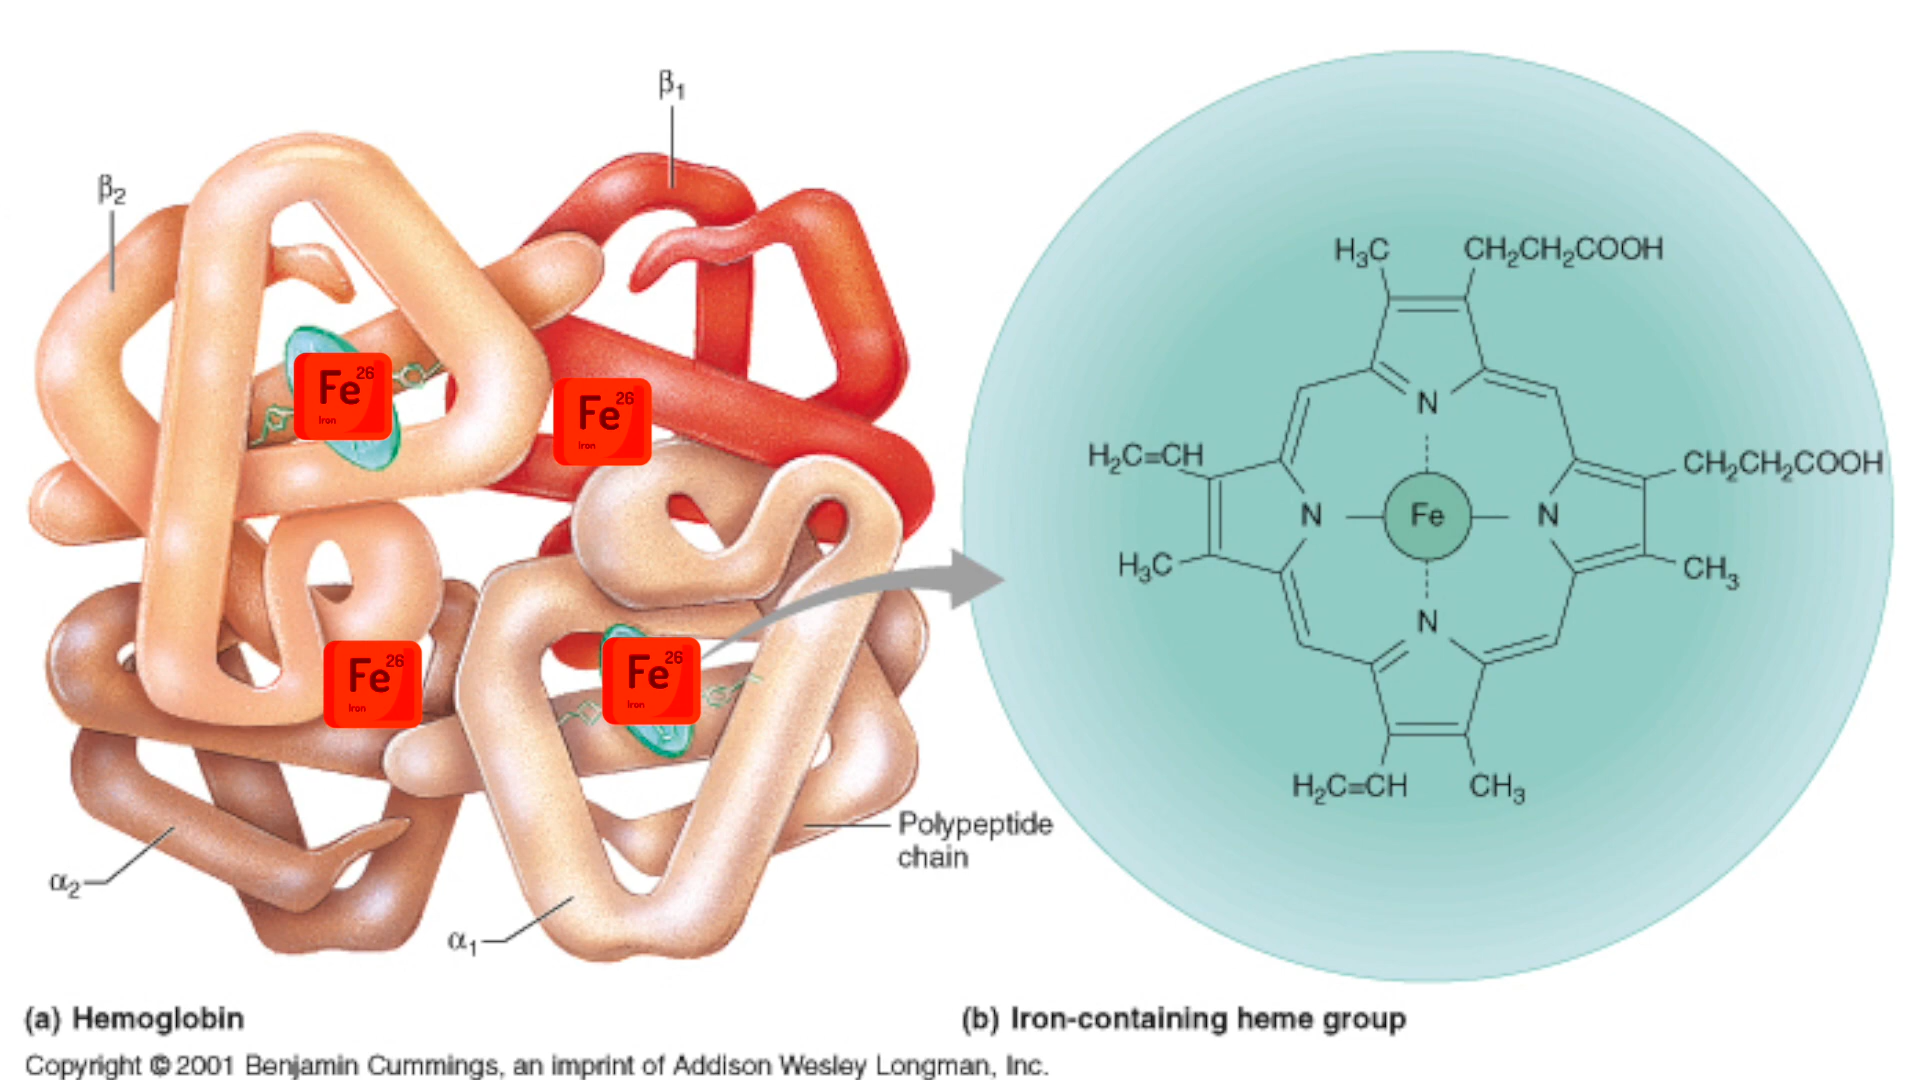 β₁
β₂
Fe 26
Iron
Fe 26
Iron
Fe 26
Iron
Fe 26
Iron
Polypeptide
chain
α₂
α₁
H₃C CH₂CH₂COOH
N
H₂C=CH CH₂CH₂COOH
N Fe N
H₃C CH₃
N
H₂C=CH CH₃
(a) Hemoglobin
(b) Iron-containing heme group
Copyright © 2001 Benjamin Cummings, an imprint of Addison Wesley Longman, Inc.